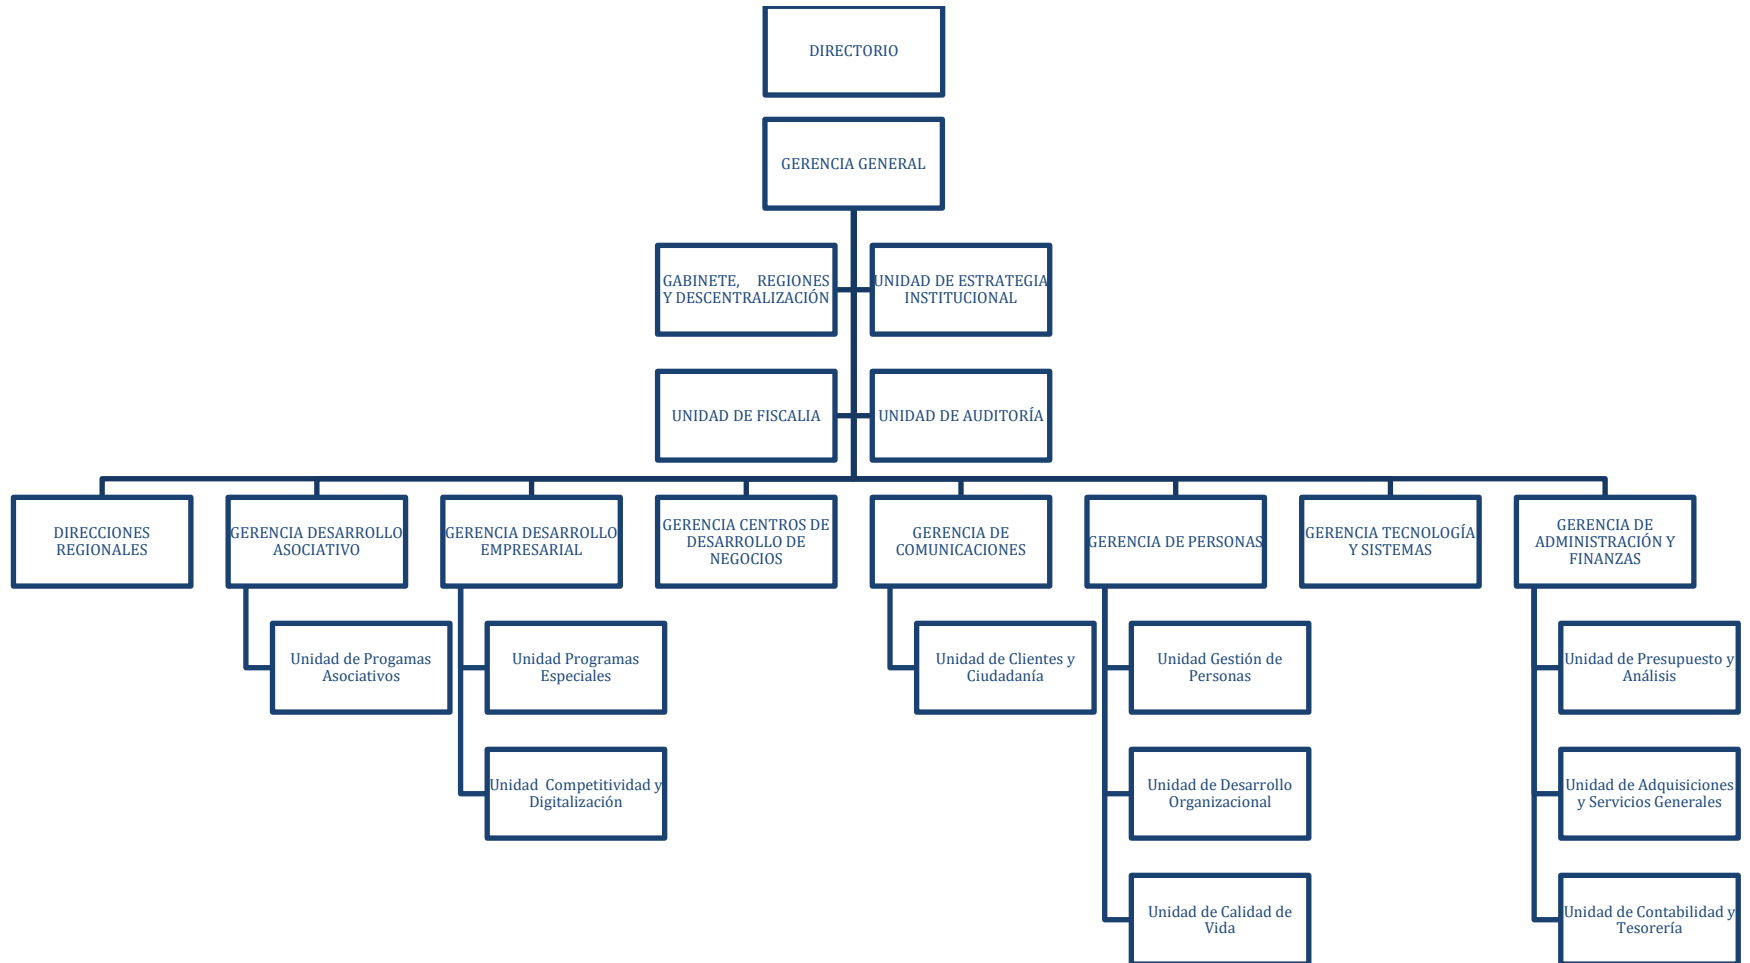 DIRECTORIO
GERENCIA GENERAL
GABINETE, REGIONES
Y DESCENTRALIZACIÓN
UNIDAD DE ESTRATEGIA
INSTITUCIONAL
UNIDAD DE FISCALIA
UNIDAD DE AUDITORÍA
DIRECCIONES
REGIONALES
GERENCIA DESARROLLO
ASOCIATIVO
GERENCIA DESARROLLO
EMPRESARIAL
GERENCIA CENTROS DE
DESARROLLO DE
NEGOCIOS
GERENCIA DE
COMUNICACIONES
GERENCIA DE PERSONAS
GERENCIA TECNOLOGÍA
Y SISTEMAS
GERENCIA DE
ADMINISTRACIÓN Y
FINANZAS
Unidad de Progamas
Asociativos
Unidad Programas
Especiales
Unidad de Clientes y
Ciudadanía
Unidad Gestión de
Personas
Unidad de Presupuesto y
Análisis
Unidad Competitividad y
Digitalización
Unidad de Desarrollo
Organizacional
Unidad de Adquisiciones
y Servicios Generales
Unidad de Calidad de
Vida
Unidad de Contabilidad y
Tesorería